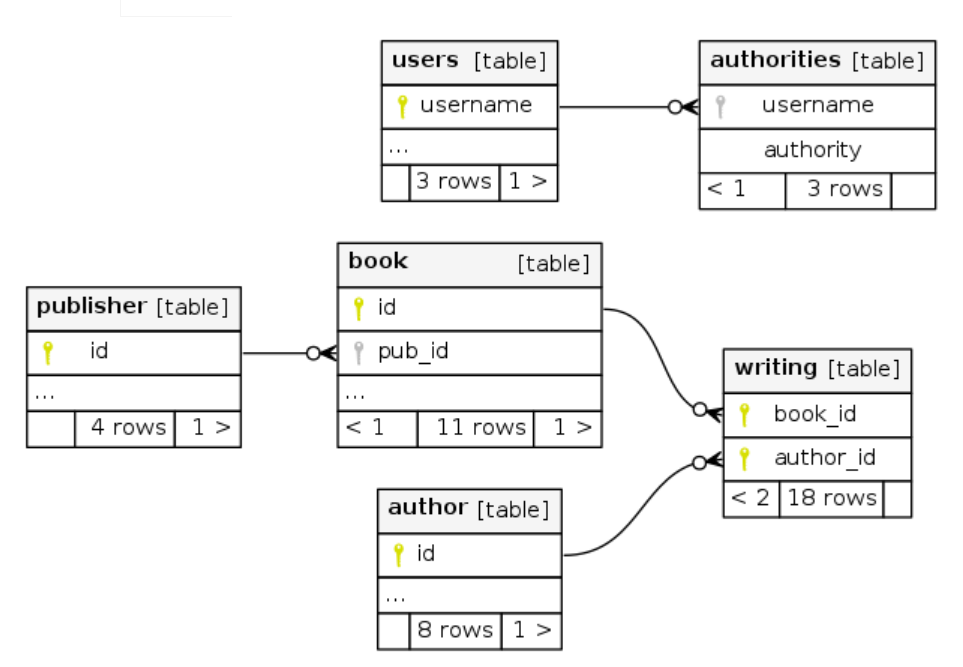 users [table]
username
...
3 rows 1 >
authorities [table]
username
authority
< 1 3 rows
book [table]
id
pub_id
...
< 1 11 rows 1 >
publisher [table]
id
...
4 rows 1 >
writing [table]
book_id
author_id
< 2 18 rows
author [table]
id
...
8 rows 1 >